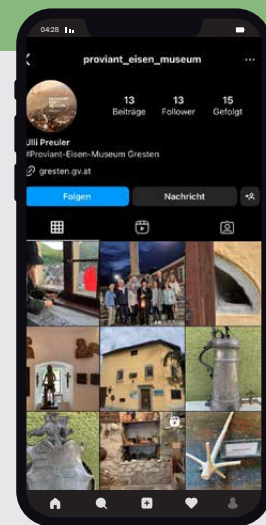 04:28
proviant_eisen_museum
13 13 15
Beiträge Follower Gefolgt
Ulli Preuler
#Proviant-Eisen-Museum Gresten
gresten.gv.at
Folgen Nachricht